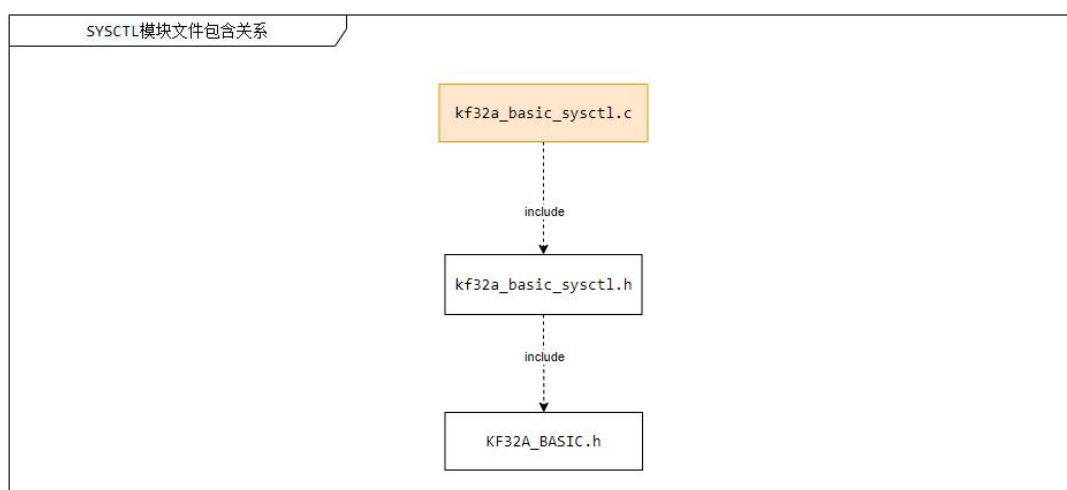 SYSCTL模块文件包含关系
kf32a_basic_sysctl.c
include
kf32a_basic_sysctl.h
include
KF32A_BASIC.h